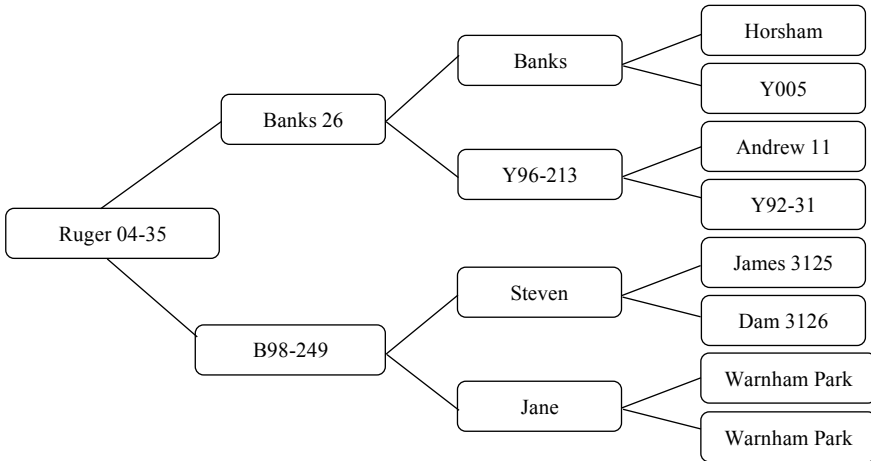 Horsham
Banks
Y005
Banks 26
Andrew 11
Y96-213
Y92-31
Ruger 04-35
James 3125
Steven
Dam 3126
B98-249
Warnham Park
Jane
Warnham Park